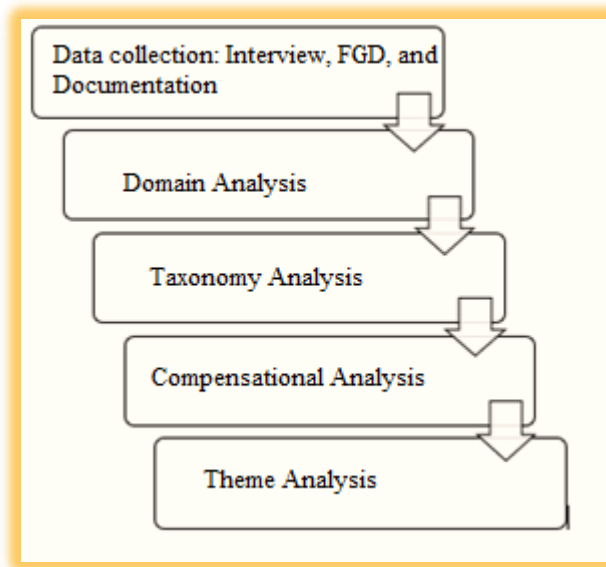 Data collection: Interview, FGD, and
Documentation
Domain Analysis
Taxonomy Analysis
Compensational Analysis
Theme Analysis